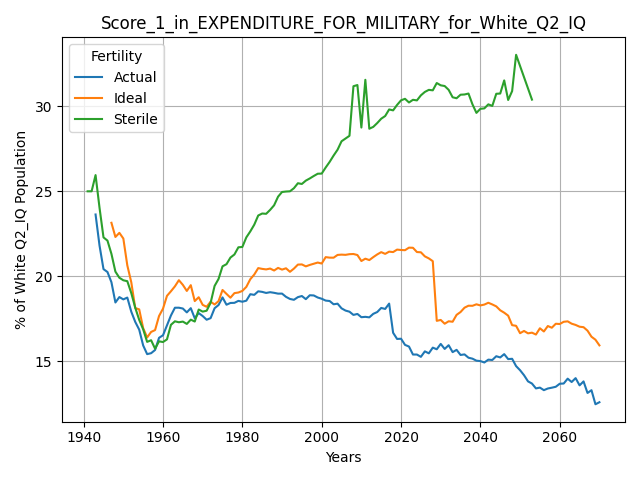 Score_1_in_EXPENDITURE_FOR_MILITARY_for_White_Q2_IQ
Fertility
Actual
Ideal
Sterile
% of White Q2_IQ Population
30
25
20
15
1940
1960
1980
2000
2020
2040
2060
Years